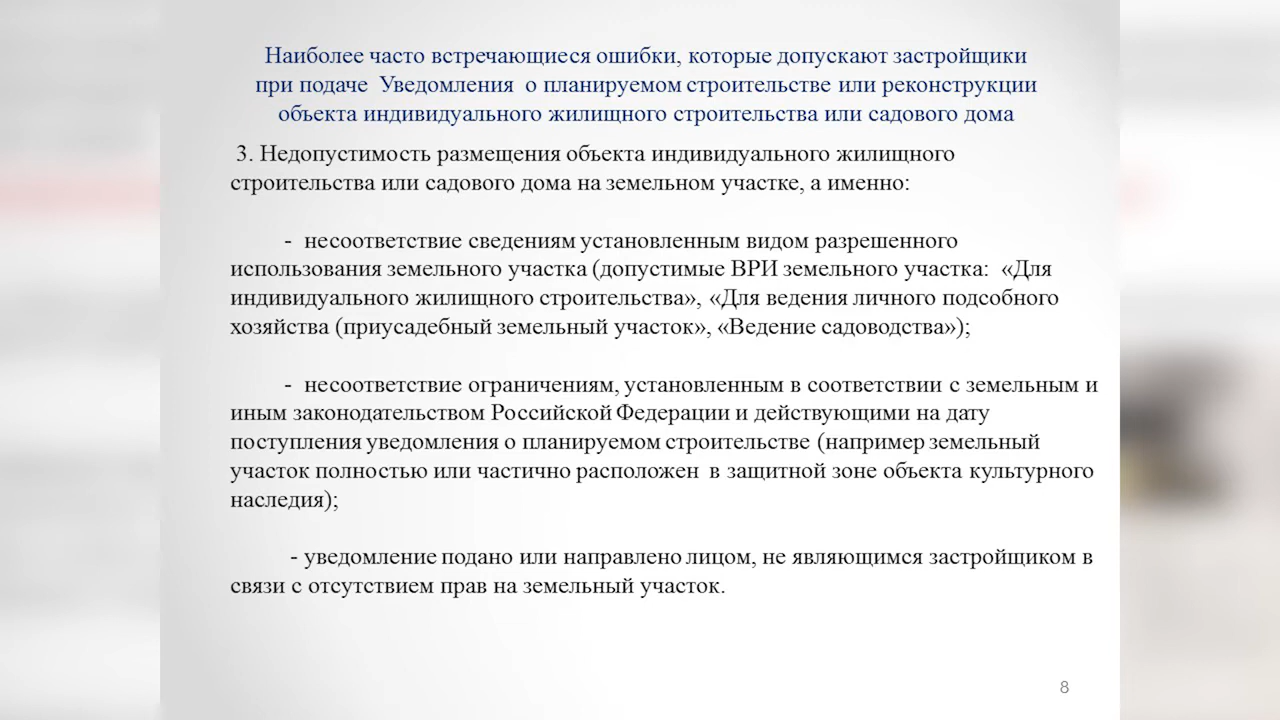 Наиболее часто встречающиеся ошибки, которые допускают застройщики
при подаче Уведомления о планируемом строительстве или реконструкции
объекта индивидуального жилищного строительства или садового дома
3. Недопустимость размещения объекта индивидуального жилищного
строительства или садового дома на земельном участке, а именно:
- несоответствие сведениям установленным видом разрешенного
использования земельного участка (допустимые ВРИ земельного участка: «Для
индивидуального жилищного строительства», «Для ведения личного подсобного
хозяйства (приусадебный земельный участок», «Ведение садоводства»);
- несоответствие ограничениям, установленным в соответствии с земельным и
иным законодательством Российской Федерации и действующими на дату
поступления уведомления о планируемом строительстве (например земельный
участок полностью или частично расположен в защитной зоне объекта культурного
наследия);
- уведомление подано или направлено лицом, не являющимся застройщиком в
связи с отсутствием прав на земельный участок.
8